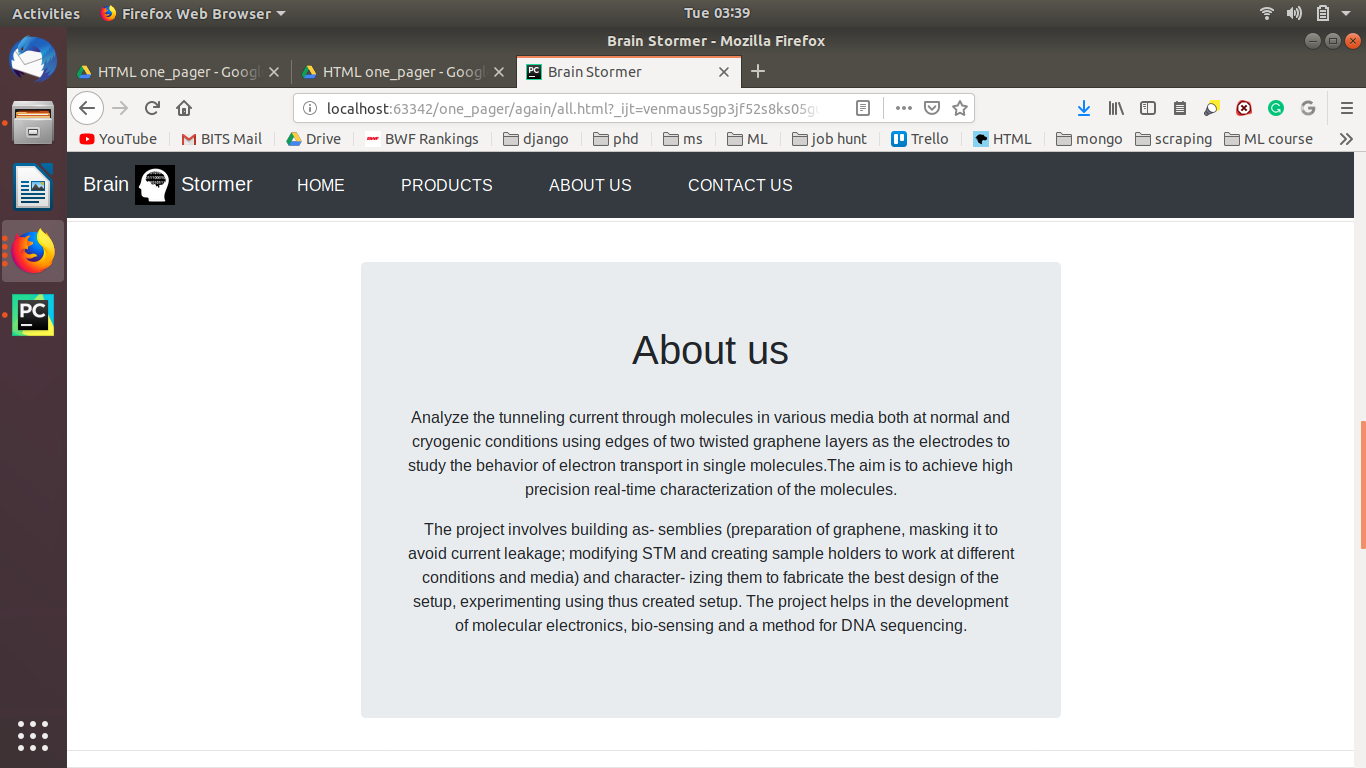 Activities Firefox Web Browser Tue 03:39
Brain Stormer - Mozilla Firefox
HTML one_pager - Googl HTML one_pager - Googl PC Brain Stormer
localhost:63342/one_pager/again/all.html?_ijt=venmaus5gp3jf52s8ks05g
YouTube BITS Mail Drive BWF Rankings django phd ms ML job hunt Trello HTML mongo scraping ML course
Brain Stormer HOME PRODUCTS ABOUT US CONTACT US
PC
About us
Analyze the tunneling current through molecules in various media both at normal and
cryogenic conditions using edges of two twisted graphene layers as the electrodes to
study the behavior of electron transport in single molecules.The aim is to achieve high
precision real-time characterization of the molecules.
The project involves building as- semblies (preparation of graphene, masking it to
avoid current leakage; modifying STM and creating sample holders to work at different
conditions and media) and character- izing them to fabricate the best design of the
setup, experimenting using thus created setup. The project helps in the development
of molecular electronics, bio-sensing and a method for DNA sequencing.